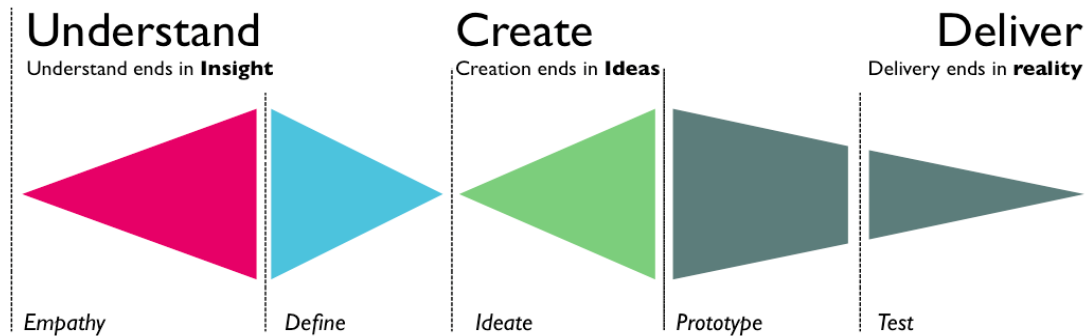 Understand
Understand ends in Insight
Create
Creation ends in Ideas
Deliver
Delivery ends in reality
Empathy
Define
Ideate
Prototype
Test